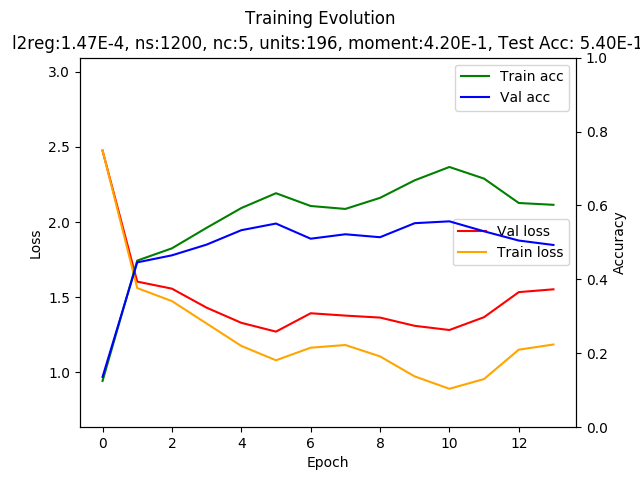 Training Evolution
l2reg:1.47E-4, ns:1200, nc:5, units:196, moment:4.20E-1, Test Acc: 5.40E-1
3.0
2.5
2.0
1.5
1.0
Loss
Train acc
Val acc
Val loss
Train loss
1.0
0.8
0.6
0.4
0.2
0.0
Accuracy
0 2 4 6 8 10 12
Epoch